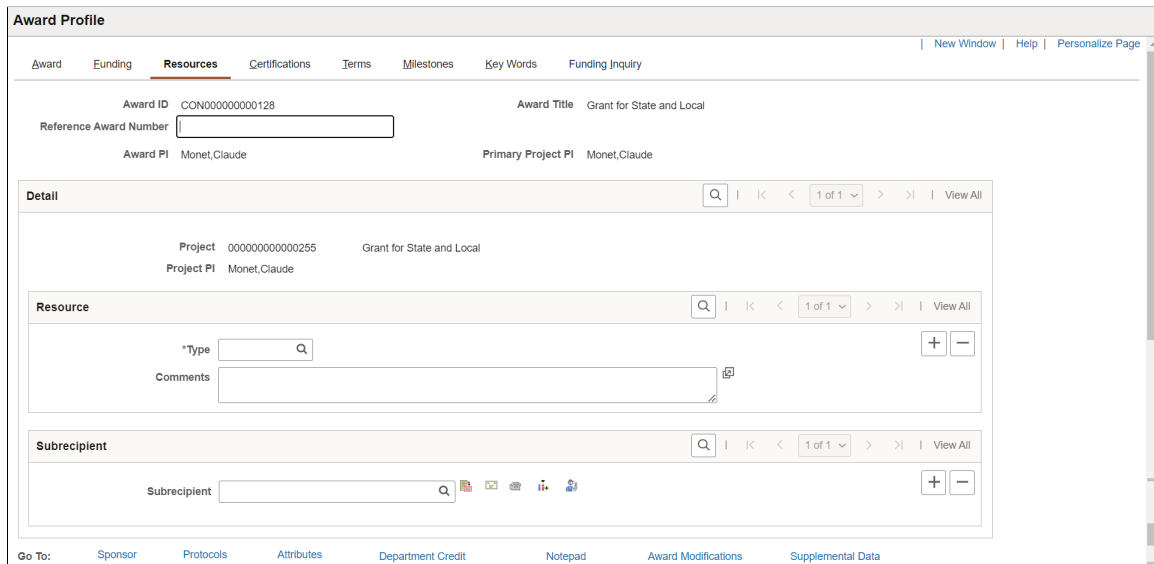 Award Profile
| New Window | Help | Personalize Page
Award Funding Resources Certifications Terms Milestones Key Words Funding Inquiry
Award ID CON000000000128 Award Title Grant for State and Local
Reference Award Number
Award PI Monet,Claude Primary Project PI Monet,Claude
Detail | 1 of 1 | View All
Project 000000000000255 Grant for State and Local
Project PI Monet,Claude
Resource | 1 of 1 | View All
*Type
Comments
Subrecipient | 1 of 1 | View All
Subrecipient
Go To: Sponsor Protocols Attributes Department Credit Notepad Award Modifications Supplemental Data